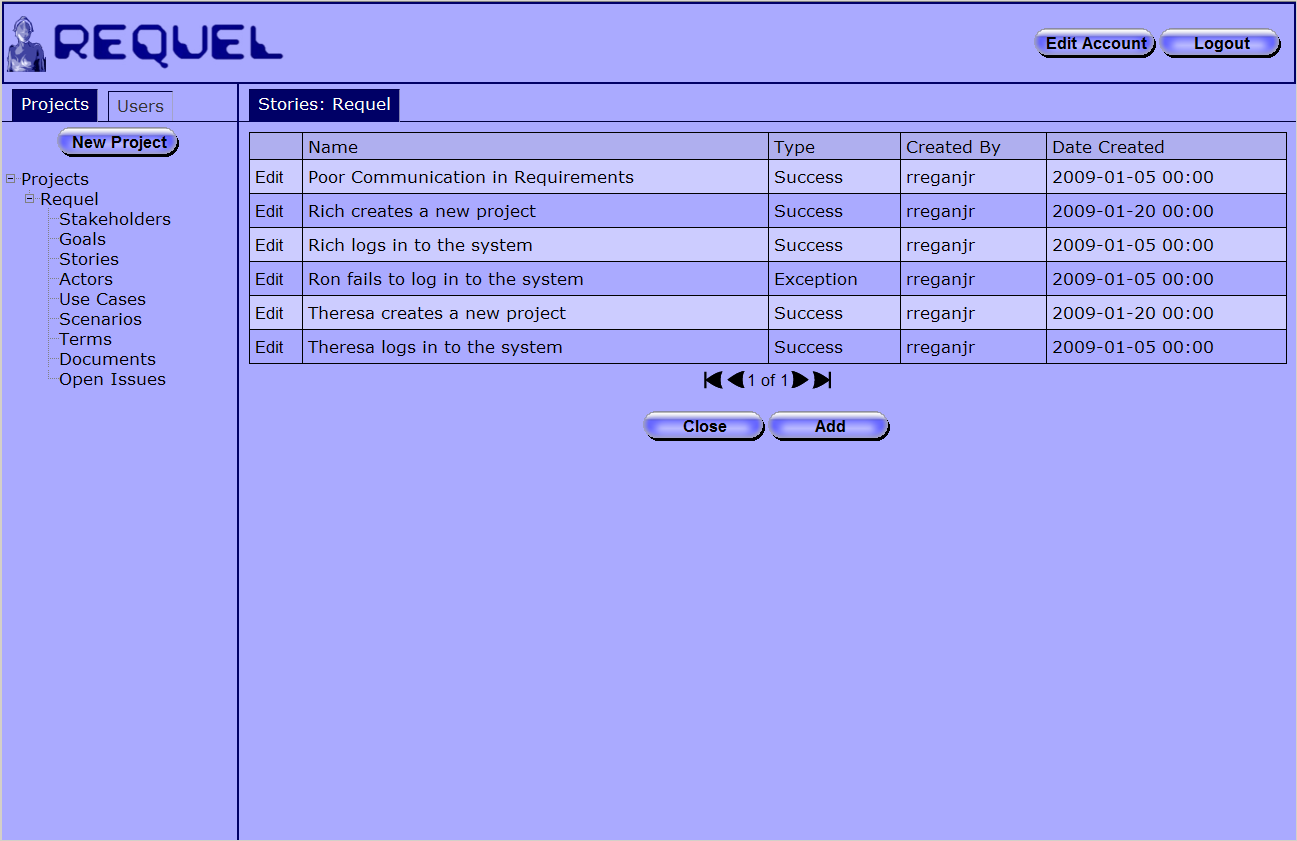 REQUEL
Edit Account Logout
Projects Users
New Project
Projects
Requel
Stakeholders
Goals
Stories
Actors
Use Cases
Scenarios
Terms
Documents
Open Issues
Stories: Requel
Name Type Created By Date Created
Edit Poor Communication in Requirements Success rreganjr 2009-01-05 00:00
Edit Rich creates a new project Success rreganjr 2009-01-20 00:00
Edit Rich logs in to the system Success rreganjr 2009-01-05 00:00
Edit Ron fails to log in to the system Exception rreganjr 2009-01-05 00:00
Edit Theresa creates a new project Success rreganjr 2009-01-20 00:00
Edit Theresa logs in to the system Success rreganjr 2009-01-05 00:00
1 of 1
Close Add